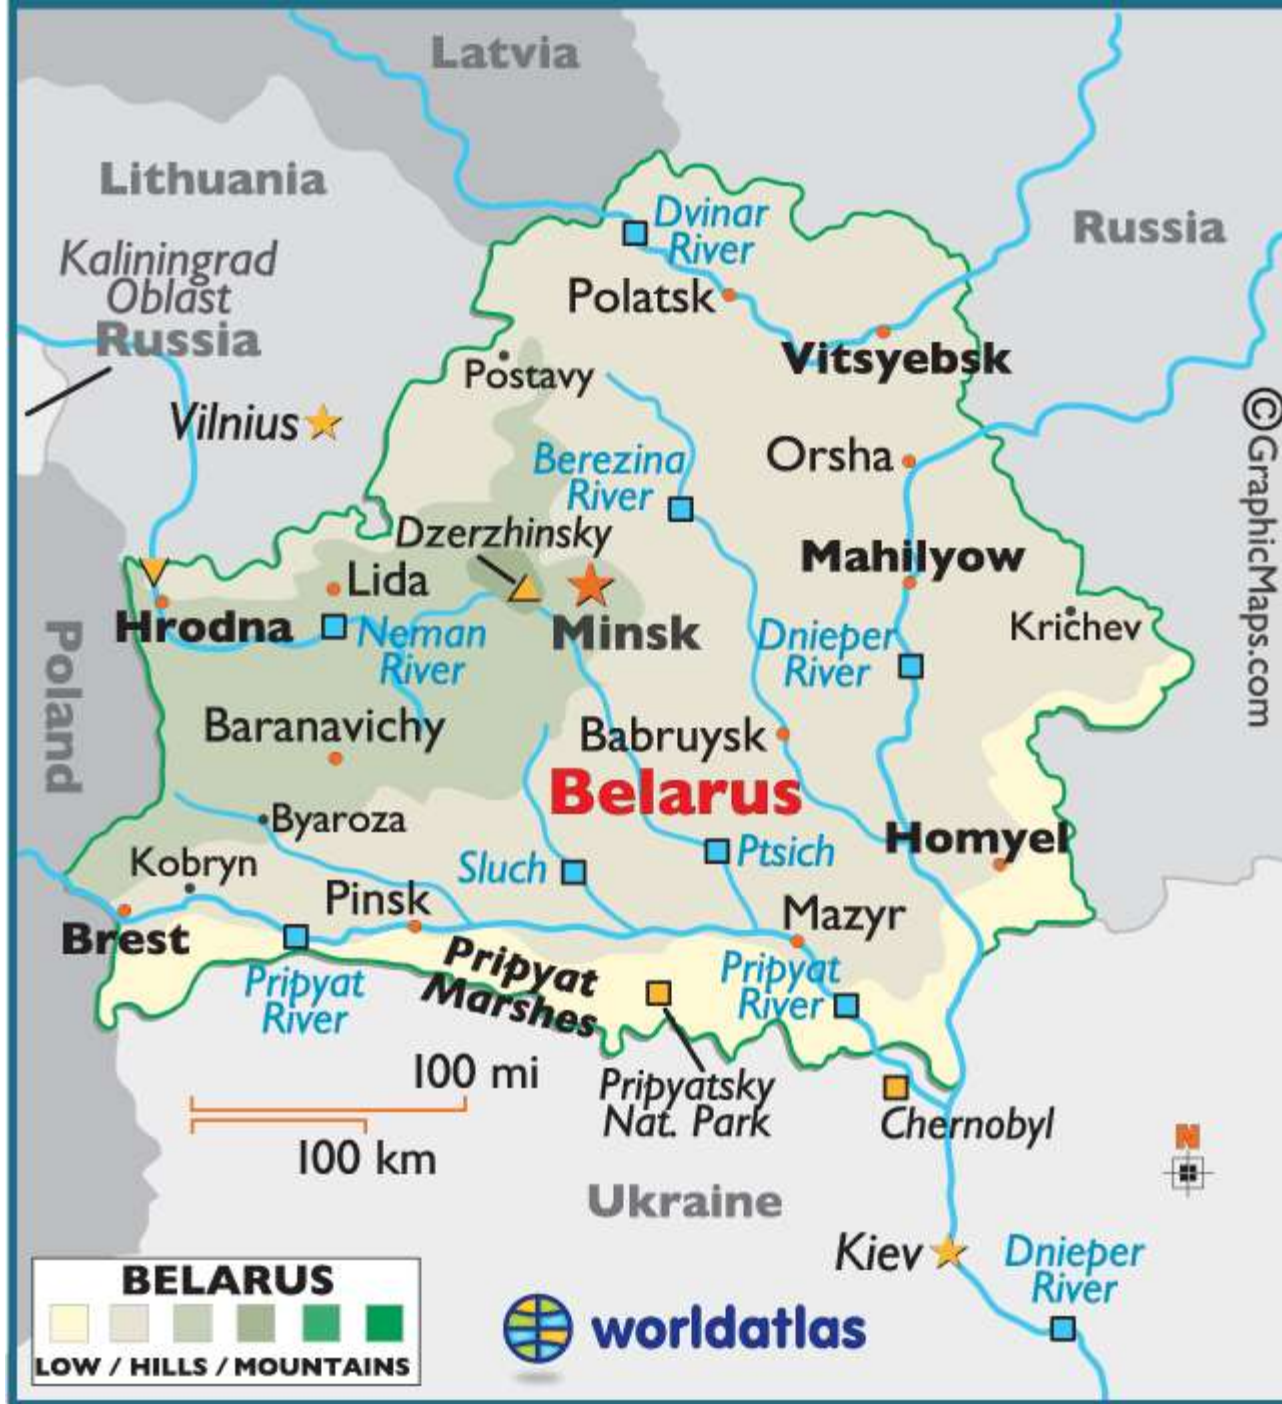 Latvia
Lithuania
Dvinar
River
Russia
Kaliningrad
Oblast
Russia
Polatsk
Vitsyebsk
Postavy
Vilnius
Orsha
Berezina
River
Dzerzhinsky
Mahilyow
Lida
Hrodna
Neman
River
Minsk
Dnieper
River
Krichev
©GraphicMaps.com
Poland
Baranavichy
Babruysk
Belarus
Byaroza
Homyel
Kobryn
Sluch
Ptsich
Pinsk
Mazyr
Brest
Pripyat
Marshes
Pripyat
River
Pripyat
River
100 mi
100 km
Pripyatsky
Nat. Park
Chernobyl
N
Ukraine
Kiev
Dnieper
River
BELARUS
LOW / HILLS / MOUNTAINS
worldatlas